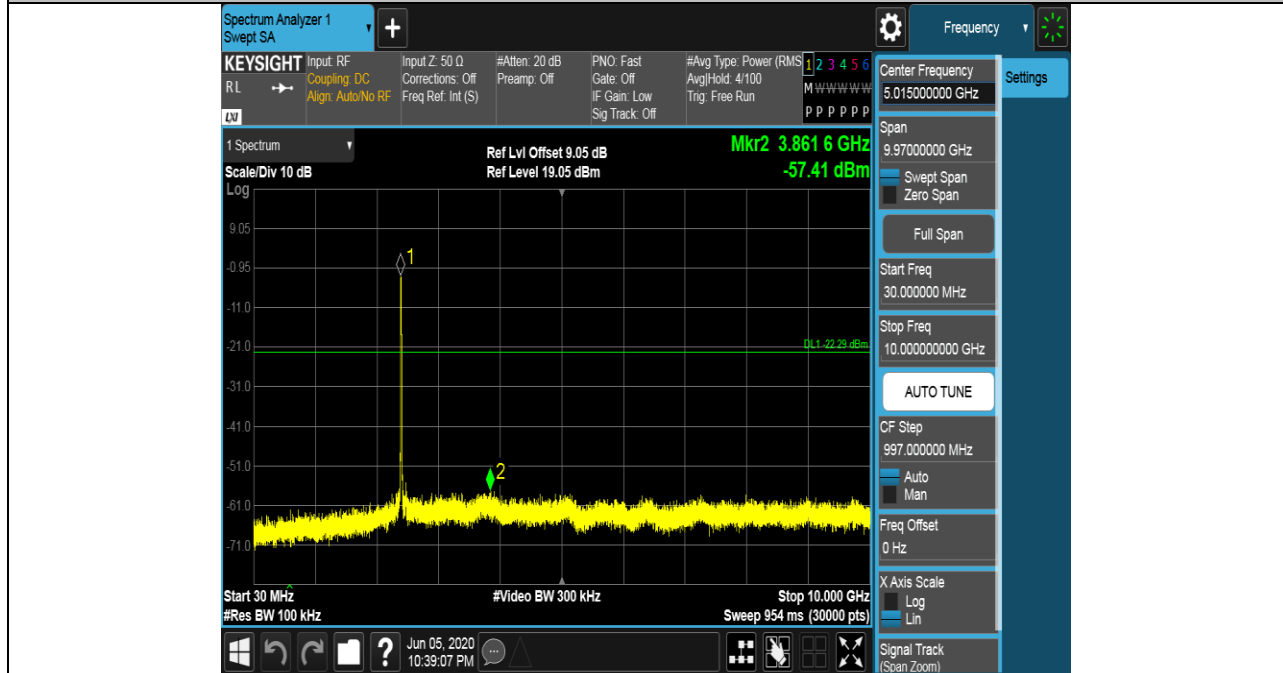 Spectrum Analyzer 1
Swept SA
+
Frequency
KEYSIGHT
RL
LXI
Input: RF
Coupling: DC
Align: Auto/No RF
Input Z: 50 Ω
Corrections: Off
Freq Ref: Int (S)
#Atten: 20 dB
Preamp: Off
PNO: Fast
Gate: Off
IF Gain: Low
Sig Track: Off
#Avg Type: Power (RMS
Avg|Hold: 4/100
Trig: Free Run
1 2 3 4 5 6
M W W W W W
P P P P P P
1 Spectrum
Scale/Div 10 dB
Log
Ref Lvl Offset 9.05 dB
Ref Level 19.05 dBm
Mkr2 3.861 6 GHz
-57.41 dBm
9.05
-0.95
-11.0
-21.0
-31.0
-41.0
-51.0
-61.0
-71.0
1
2
DL1 -22.29 dBm
Start 30 MHz
#Res BW 100 kHz
#Video BW 300 kHz
Stop 10.000 GHz
Sweep 954 ms (30000 pts)
Center Frequency
5.015000000 GHz
Settings
Span
9.97000000 GHz
Swept Span
Zero Span
Full Span
Start Freq
30.000000 MHz
Stop Freq
10.000000000 GHz
AUTO TUNE
CF Step
997.000000 MHz
Auto
Man
Freq Offset
0 Hz
X Axis Scale
Log
Lin
Signal Track
(Span Zoom)
?
Jun 05, 2020
10:39:07 PM